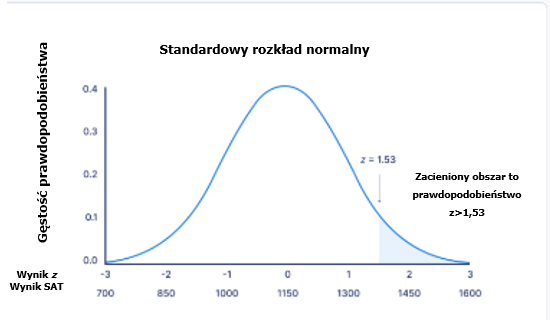 Standardowy rozkład normalny
Gęstość prawdopodobieństwa
0.4
0.3
0.2
0.1
0.0
z = 1.53
Zacieniony obszar to
prawdopodobieństwo
z>1,53
Wynik z -3 -2 -1 0 1 2 3
Wynik SAT 700 850 1000 1150 1300 1450 1600